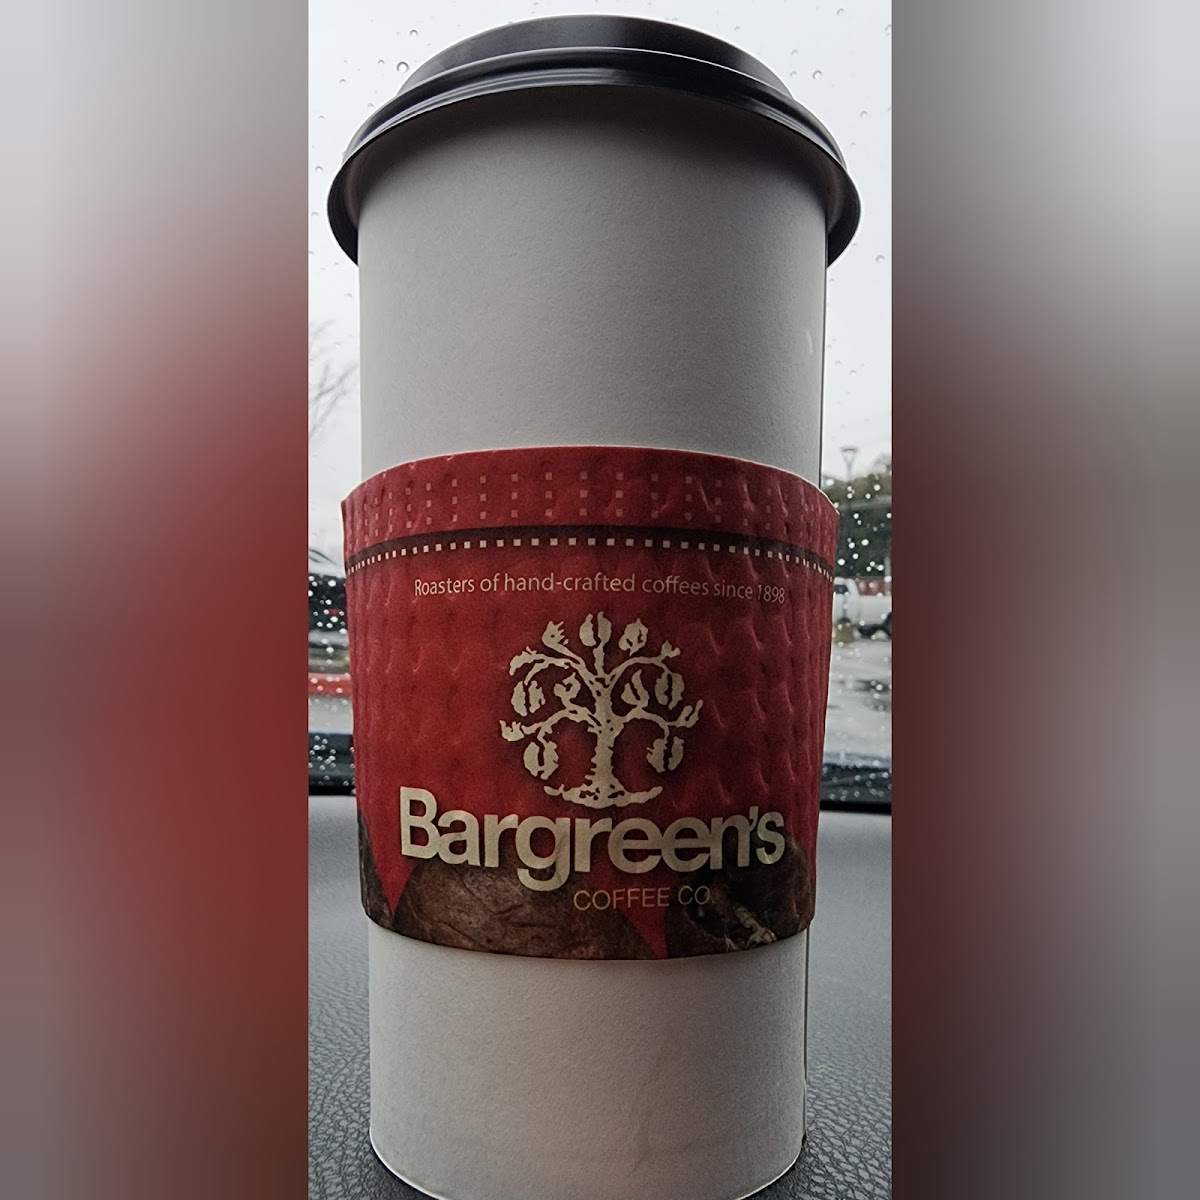 Roasters of hand-crafted coffees since 1898
Bargreen's
COFFEE CO.